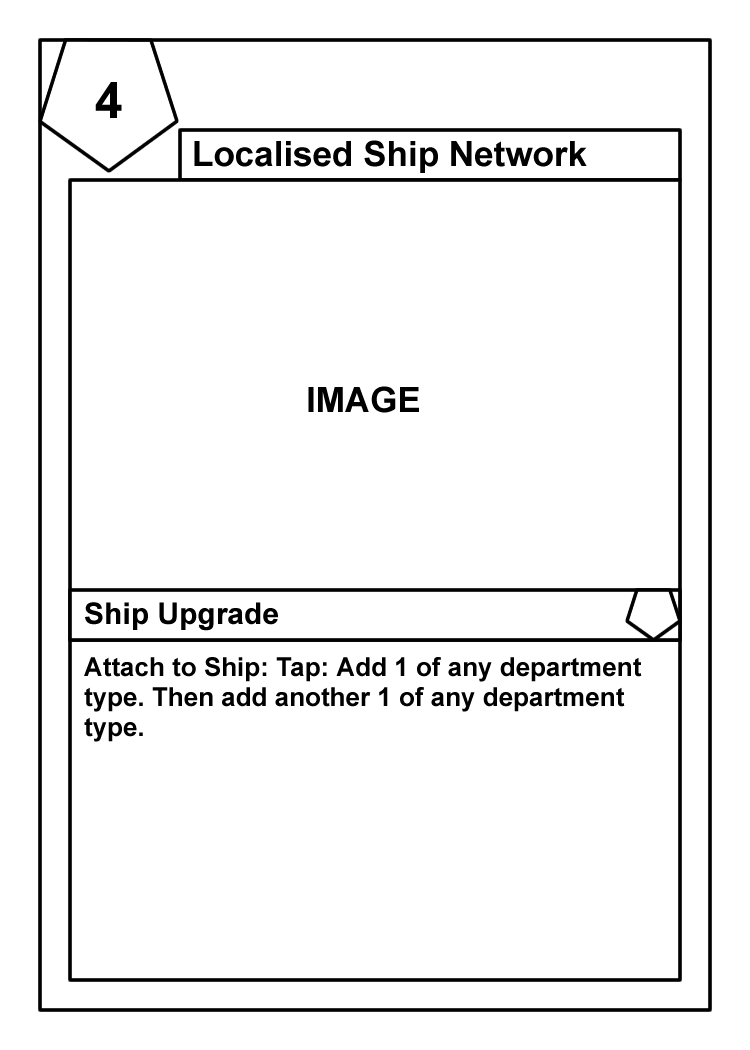 4
Localised Ship Network
IMAGE
Ship Upgrade
Attach to Ship: Tap: Add 1 of any department
type. Then add another 1 of any department
type.